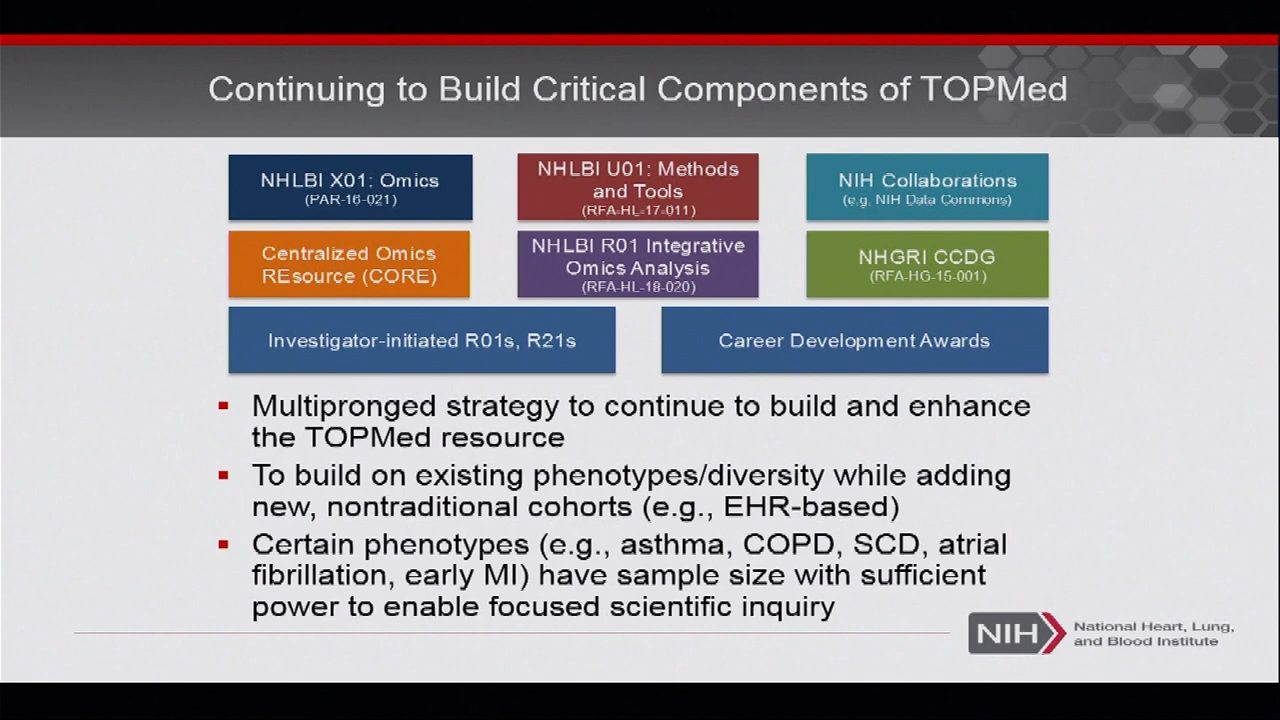 Continuing to Build Critical Components of TOPMed
NHLBI X01: Omics
(PAR-16-021)
NHLBI U01: Methods
and Tools
(RFA-HL-17-011)
NIH Collaborations
(e.g, NIH Data Commons)
Centralized Omics
REsource (CORE)
NHLBI R01 Integrative
Omics Analysis
(RFA-HL-18-020)
NHGRI CCDG
(RFA-HG-15-001)
Investigator-initiated R01s, R21s
Career Development Awards
Multipronged strategy to continue to build and enhance
the TOPMed resource
To build on existing phenotypes/diversity while adding
new, nontraditional cohorts (e.g., EHR-based)
Certain phenotypes (e.g., asthma, COPD, SCD, atrial
fibrillation, early MI) have sample size with sufficient
power to enable focused scientific inquiry
NIH
National Heart, Lung,
and Blood Institute